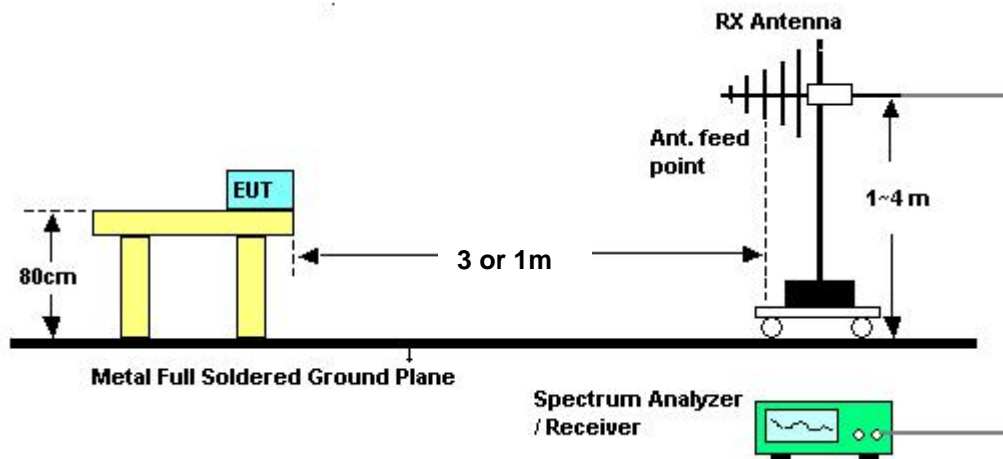 RX Antenna
Ant. feed
point
1~4 m
EUT
3 or 1m
80cm
Metal Full Soldered Ground Plane
Spectrum Analyzer
/ Receiver